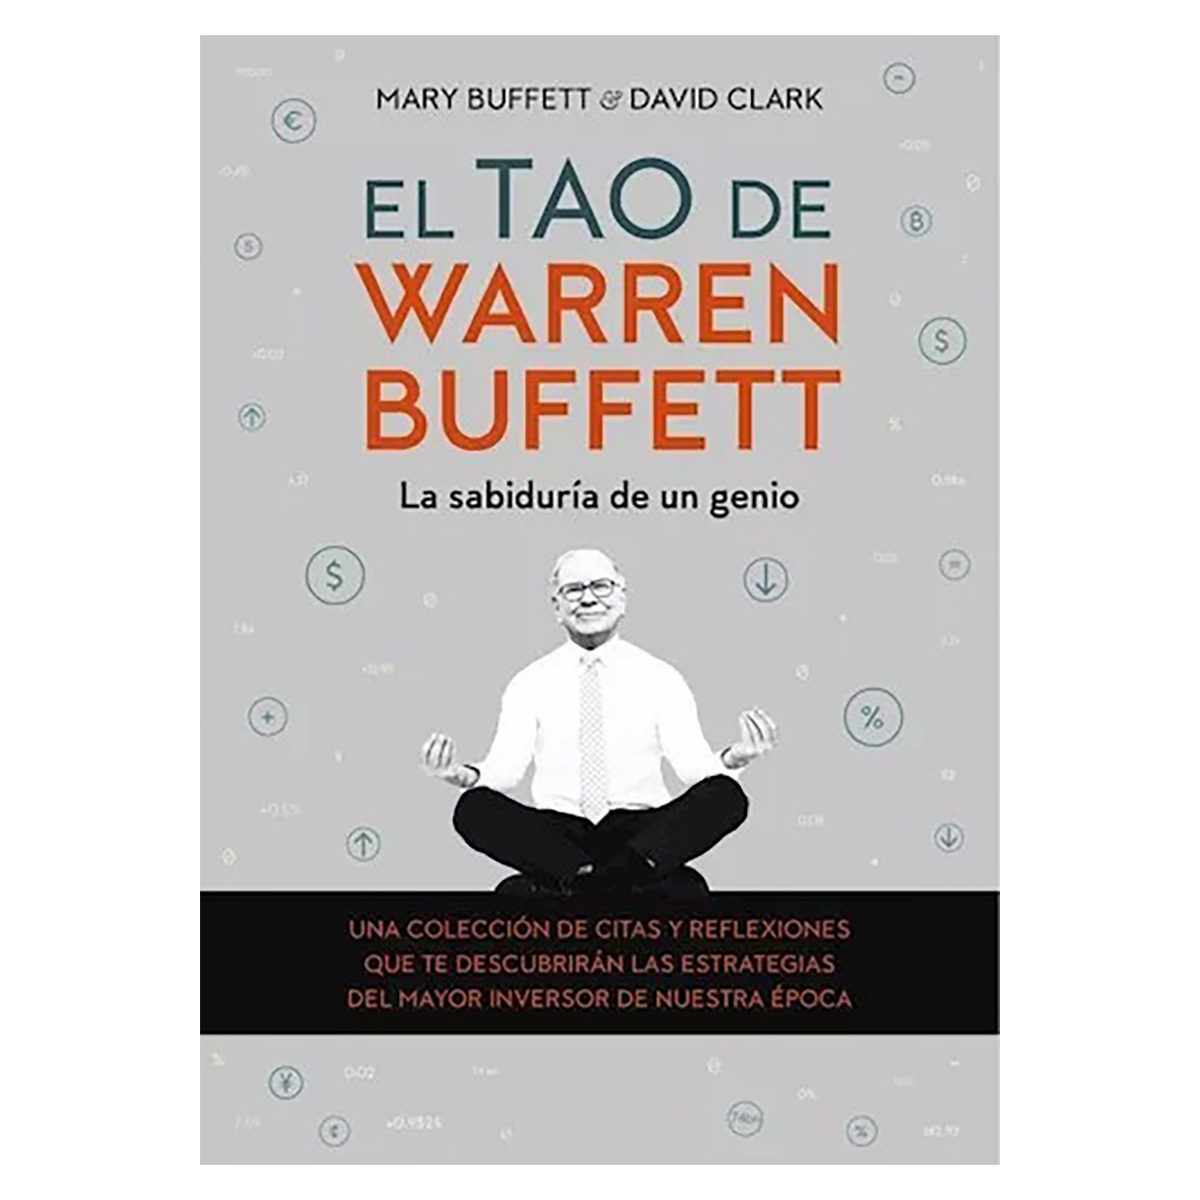 MARY BUFFETT & DAVID CLARK
EL TAO DE
WARREN
BUFFETT
La sabiduría de un genio
UNA COLECCIÓN DE CITAS Y REFLEXIONES
QUE TE DESCUBRIRÁN LAS ESTRATEGIAS
DEL MAYOR INVERSOR DE NUESTRA ÉPOCA